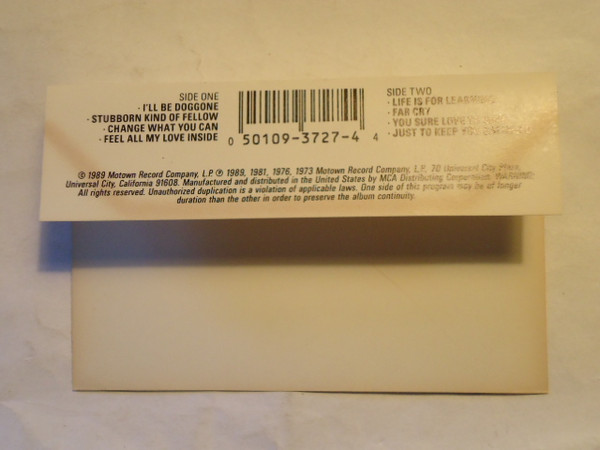 SIDE ONE
· I'LL BE DOGGONE
· STUBBORN KIND OF FELLOW
· CHANGE WHAT YOU CAN
· FEEL ALL MY LOVE INSIDE
0 50109-3727-4 4
SIDE TWO
· LIFE IS FOR LEARNING
· FAR CRY
· YOU SURE LOVE TO
· JUST TO KEEP YOU
© 1989 Motown Record Company, L.P. ℗ 1989, 1981, 1976, 1973 Motown Record Company, L.P., 70 Universal City Plaza,
Universal City, California 91608. Manufactured and distributed in the United States by MCA Distributing Corporation. WARNING:
All rights reserved. Unauthorized duplication is a violation of applicable laws. One side of this program may be of longer
duration than the other in order to preserve the album continuity.